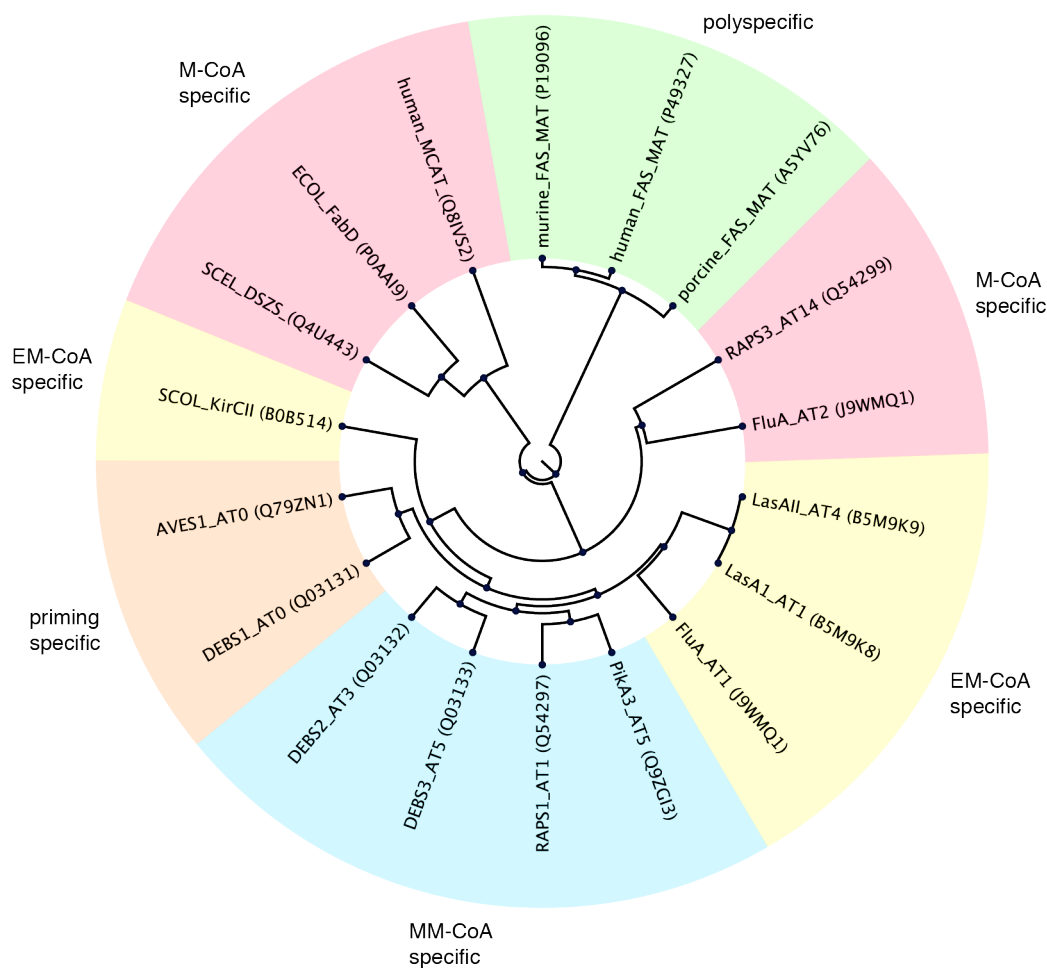 polyspecific
M-CoA
specific
murine_FAS_MAT (P19096)
human_FAS_MAT (P49327)
porcine_FAS_MAT (A5YV76)
human_MCAT_(Q8IVS2)
ECOL_FabD (P0AAI9)
SCEL_DSZS_(Q4U443)
RAPS3_AT14 (Q54299)
FluA_AT2 (J9WMQ1)
M-CoA
specific
EM-CoA
specific
SCOL_KirCII (B0B514)
AVES1_AT0 (Q79ZN1)
DEBS1_AT0 (Q03131)
priming
specific
LasAII_AT4 (B5M9K9)
LasA1_AT1 (B5M9K8)
FluA_AT1 (J9WMQ1)
EM-CoA
specific
DEBS2_AT3 (Q03132)
DEBS3_AT5 (Q03133)
RAPS1_AT1 (Q54297)
PikA3_AT5 (Q9ZGI3)
MM-CoA
specific